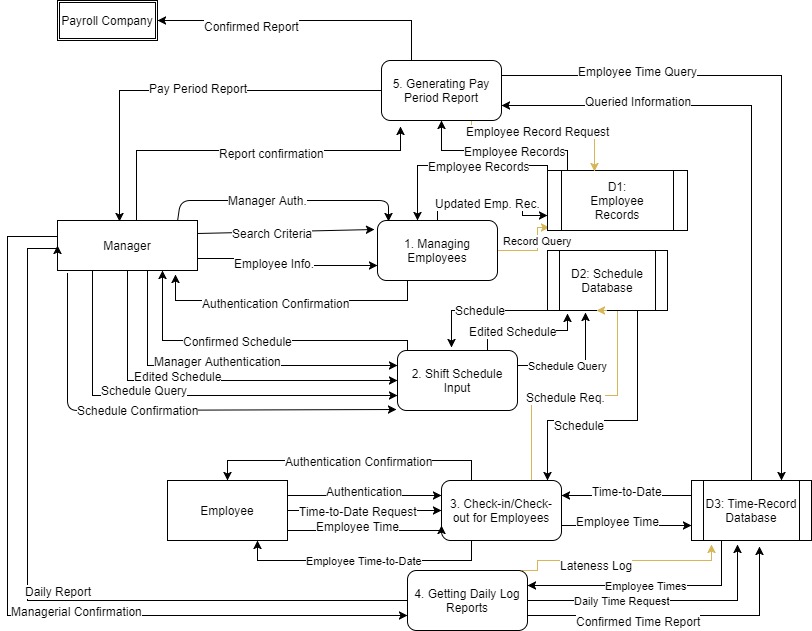 Payroll Company
Confirmed Report
5. Generating Pay
Period Report
Employee Time Query
Pay Period Report
Queried Information
Employee Record Request
Report confirmation
Employee Records
Employee Records
D1:
Employee
Records
Manager Auth.
Updated Emp. Rec.
Search Criteria
Manager
1. Managing
Employees
Record Query
Employee Info.
D2: Schedule
Database
Authentication Confirmation
Schedule
Edited Schedule
Confirmed Schedule
Manager Authentication
Schedule Query
2. Shift Schedule
Input
Edited Schedule
Schedule Query
Schedule Req.
Schedule Confirmation
Schedule
Authentication Confirmation
Authentication
Time-to-Date
Employee
Time-to-Date Request
3. Check-in/Check-
out for Employees
D3: Time-Record
Database
Employee Time
Employee Time
Employee Time-to-Date
Lateness Log
Daily Report
4. Getting Daily Log
Reports
Employee Times
Daily Time Request
Managerial Confirmation
Confirmed Time Report